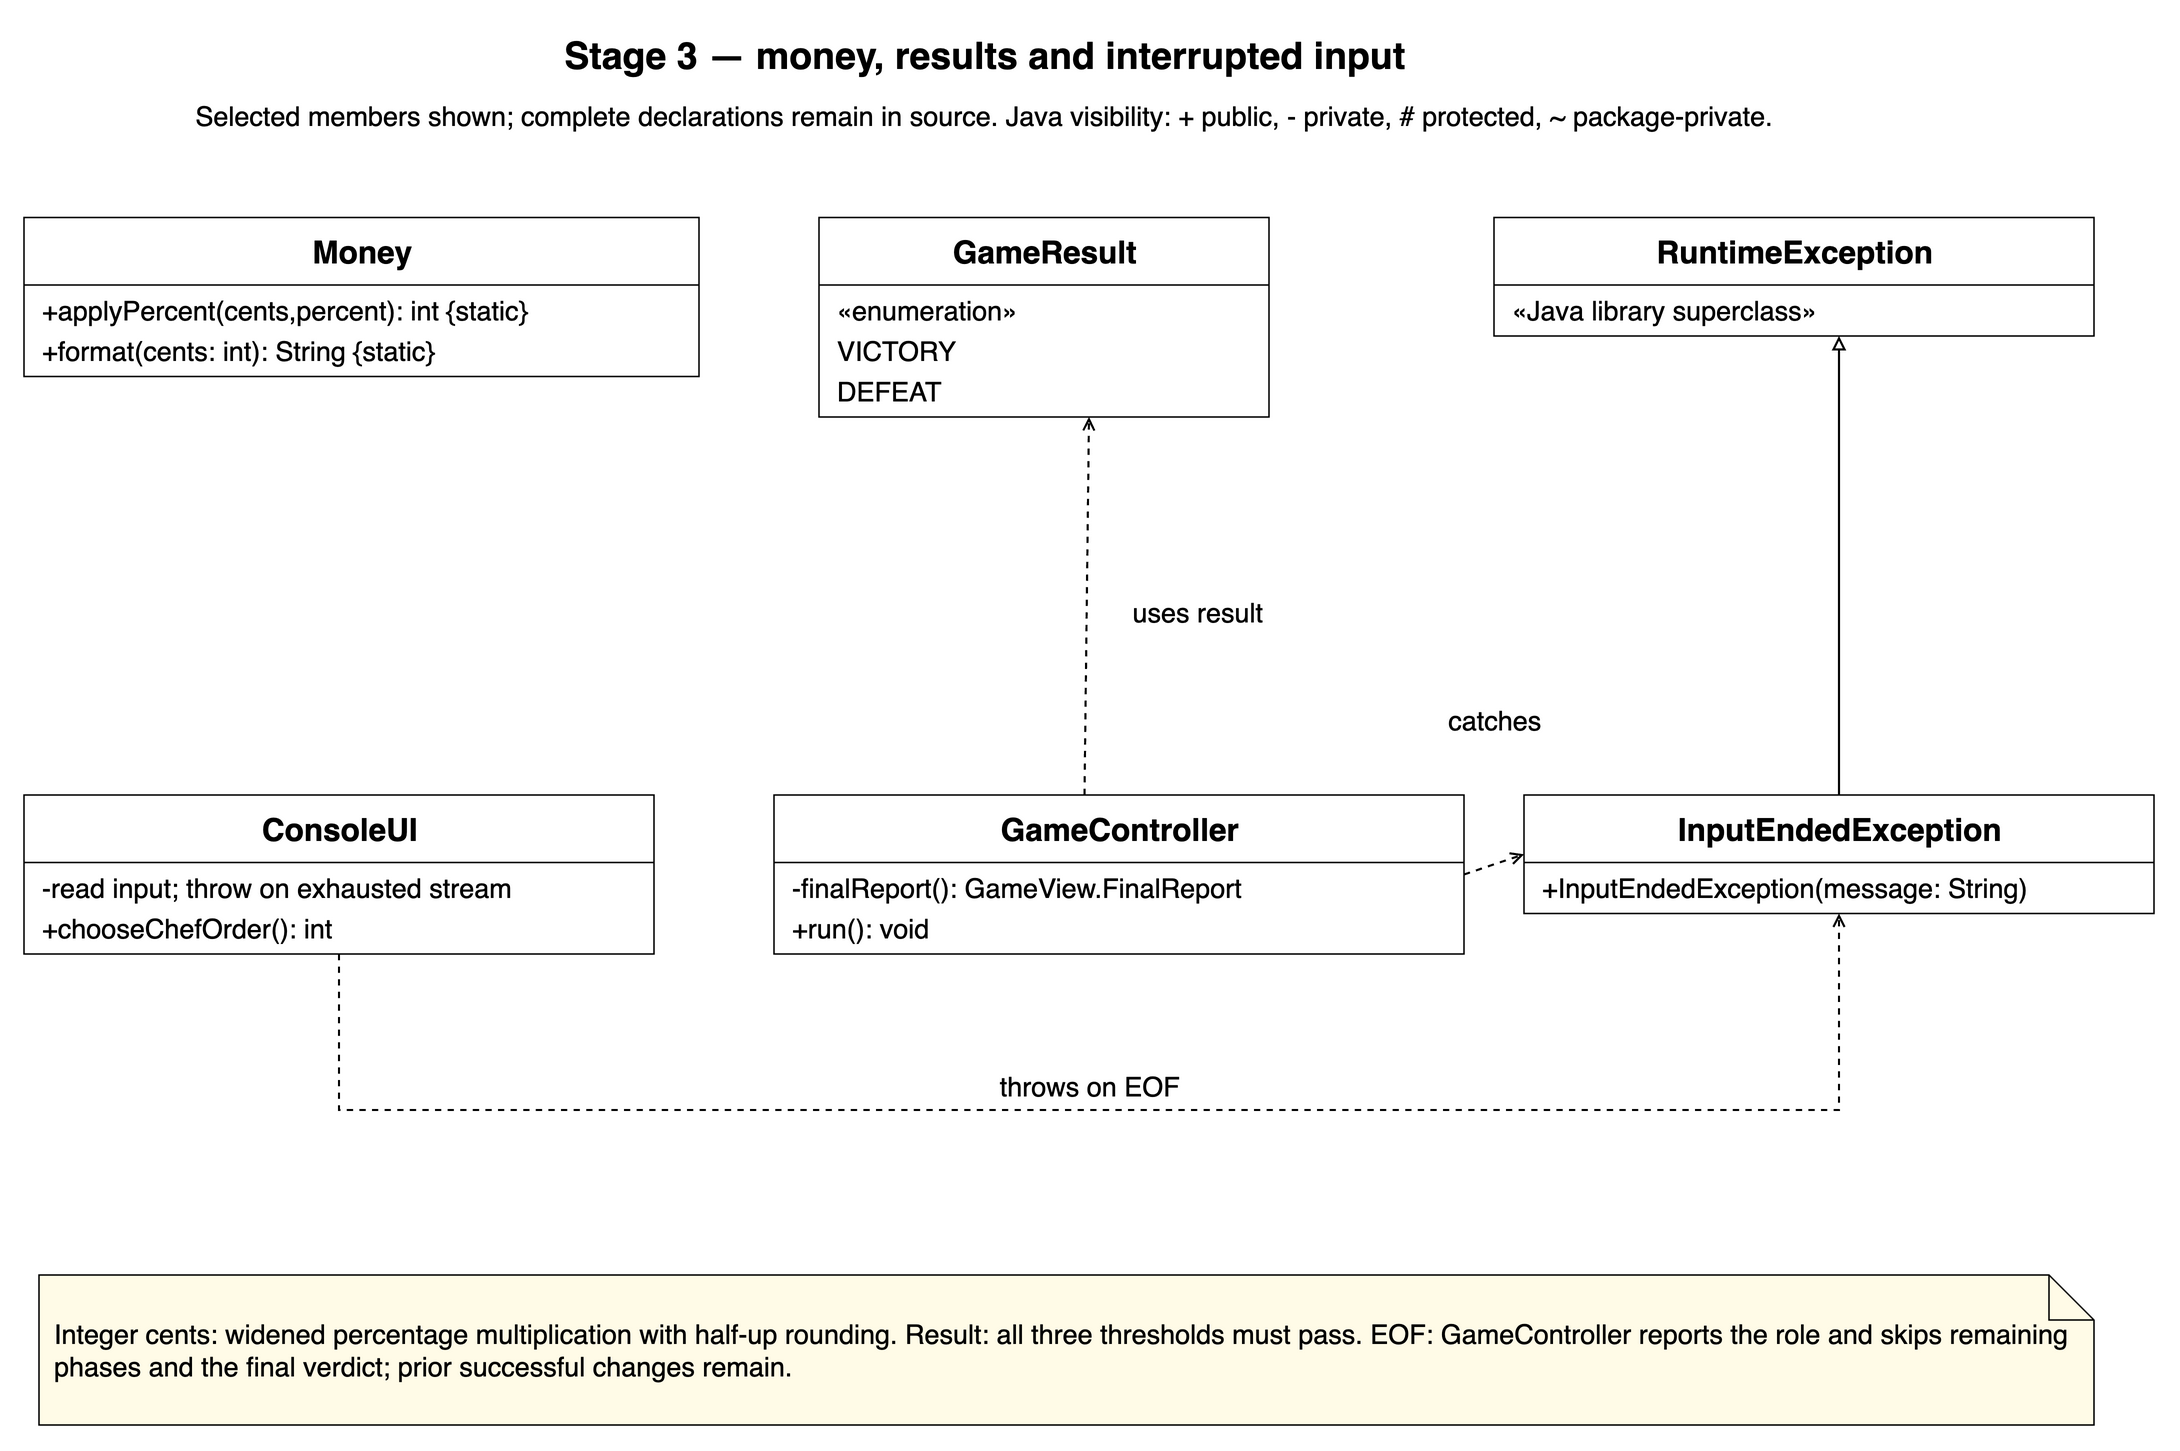 Stage 3 — money, results and interrupted input
Selected members shown; complete declarations remain in source. Java visibility: + public, - private, # protected, ~ package-private.
Money
+applyPercent(cents,percent): int {static}
+format(cents: int): String {static}
GameResult
«enumeration»
VICTORY
DEFEAT
RuntimeException
«Java library superclass»
uses result
catches
ConsoleUI
-read input; throw on exhausted stream
+chooseChefOrder(): int
GameController
-finalReport(): GameView.FinalReport
+run(): void
InputEndedException
+InputEndedException(message: String)
throws on EOF
Integer cents: widened percentage multiplication with half-up rounding. Result: all three thresholds must pass. EOF: GameController reports the role and skips remaining
phases and the final verdict; prior successful changes remain.